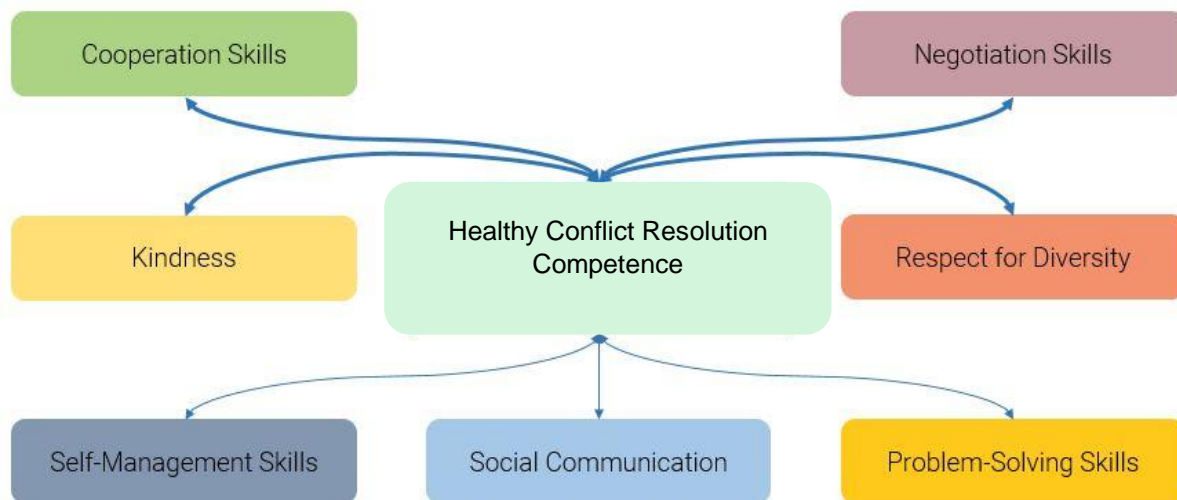 Cooperation Skills
Negotiation Skills
Kindness
Healthy Conflict Resolution
Competence
Respect for Diversity
Self-Management Skills
Social Communication
Problem-Solving Skills